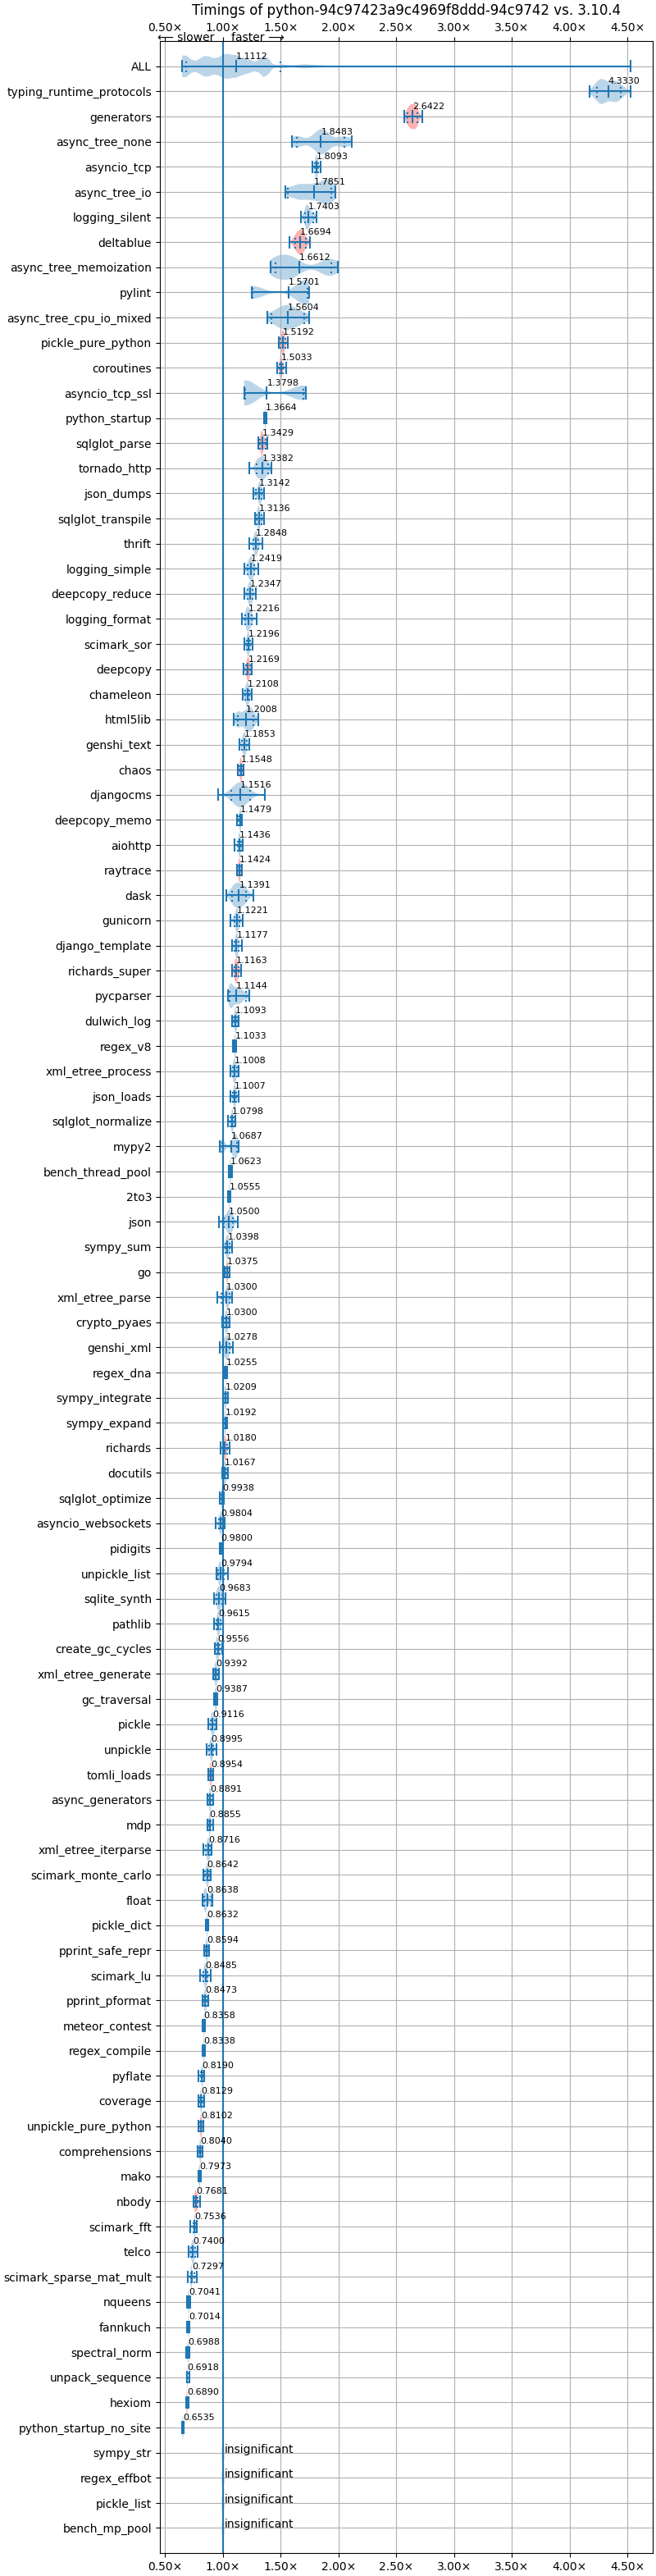 Timings of python-94c97423a9c4969f8ddd-94c9742 vs. 3.10.4
0.50× 1.00× 1.50× 2.00× 2.50× 3.00× 3.50× 4.00× 4.50×
⟵ slower faster ⟶
ALL 1.1112
typing_runtime_protocols 4.3330
generators 2.6422
async_tree_none 1.8483
asyncio_tcp 1.8093
async_tree_io 1.7851
logging_silent 1.7403
deltablue 1.6694
async_tree_memoization 1.6612
pylint 1.5701
async_tree_cpu_io_mixed 1.5604
pickle_pure_python 1.5192
coroutines 1.5033
asyncio_tcp_ssl 1.3798
python_startup 1.3664
sqlglot_parse 1.3429
tornado_http 1.3382
json_dumps 1.3142
sqlglot_transpile 1.3136
thrift 1.2848
logging_simple 1.2419
deepcopy_reduce 1.2347
logging_format 1.2216
scimark_sor 1.2196
deepcopy 1.2169
chameleon 1.2108
html5lib 1.2008
genshi_text 1.1853
chaos 1.1548
djangocms 1.1516
deepcopy_memo 1.1479
aiohttp 1.1436
raytrace 1.1424
dask 1.1391
gunicorn 1.1221
django_template 1.1177
richards_super 1.1163
pycparser 1.1144
dulwich_log 1.1093
regex_v8 1.1033
xml_etree_process 1.1008
json_loads 1.1007
sqlglot_normalize 1.0798
mypy2 1.0687
bench_thread_pool 1.0623
2to3 1.0555
json 1.0500
sympy_sum 1.0398
go 1.0375
xml_etree_parse 1.0300
crypto_pyaes 1.0300
genshi_xml 1.0278
regex_dna 1.0255
sympy_integrate 1.0209
sympy_expand 1.0192
richards 1.0180
docutils 1.0167
sqlglot_optimize 0.9938
asyncio_websockets 0.9804
pidigits 0.9800
unpickle_list 0.9794
sqlite_synth 0.9683
pathlib 0.9615
create_gc_cycles 0.9556
xml_etree_generate 0.9392
gc_traversal 0.9387
pickle 0.9116
unpickle 0.8995
tomli_loads 0.8954
async_generators 0.8891
mdp 0.8855
xml_etree_iterparse 0.8716
scimark_monte_carlo 0.8642
float 0.8638
pickle_dict 0.8632
pprint_safe_repr 0.8594
scimark_lu 0.8485
pprint_pformat 0.8473
meteor_contest 0.8358
regex_compile 0.8338
pyflate 0.8190
coverage 0.8129
unpickle_pure_python 0.8102
comprehensions 0.8040
mako 0.7973
nbody 0.7681
scimark_fft 0.7536
telco 0.7400
scimark_sparse_mat_mult 0.7297
nqueens 0.7041
fannkuch 0.7014
spectral_norm 0.6988
unpack_sequence 0.6918
hexiom 0.6890
python_startup_no_site 0.6535
sympy_str insignificant
regex_effbot insignificant
pickle_list insignificant
bench_mp_pool insignificant
0.50× 1.00× 1.50× 2.00× 2.50× 3.00× 3.50× 4.00× 4.50×